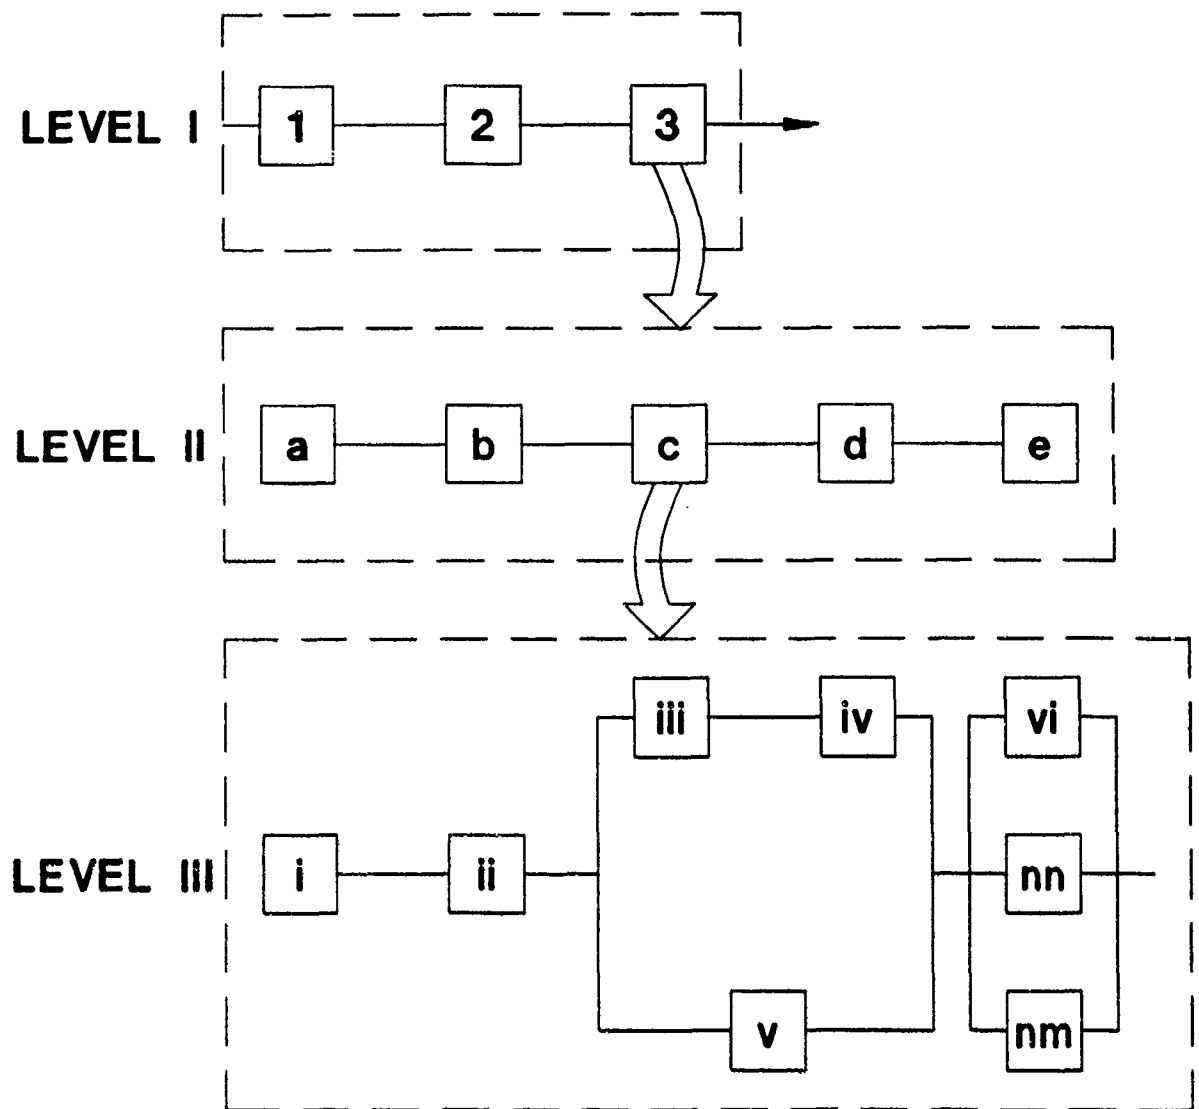 LEVEL I 1 2 3
LEVEL II a b c d e
iii iv vi
LEVEL III i ii nn
v nm